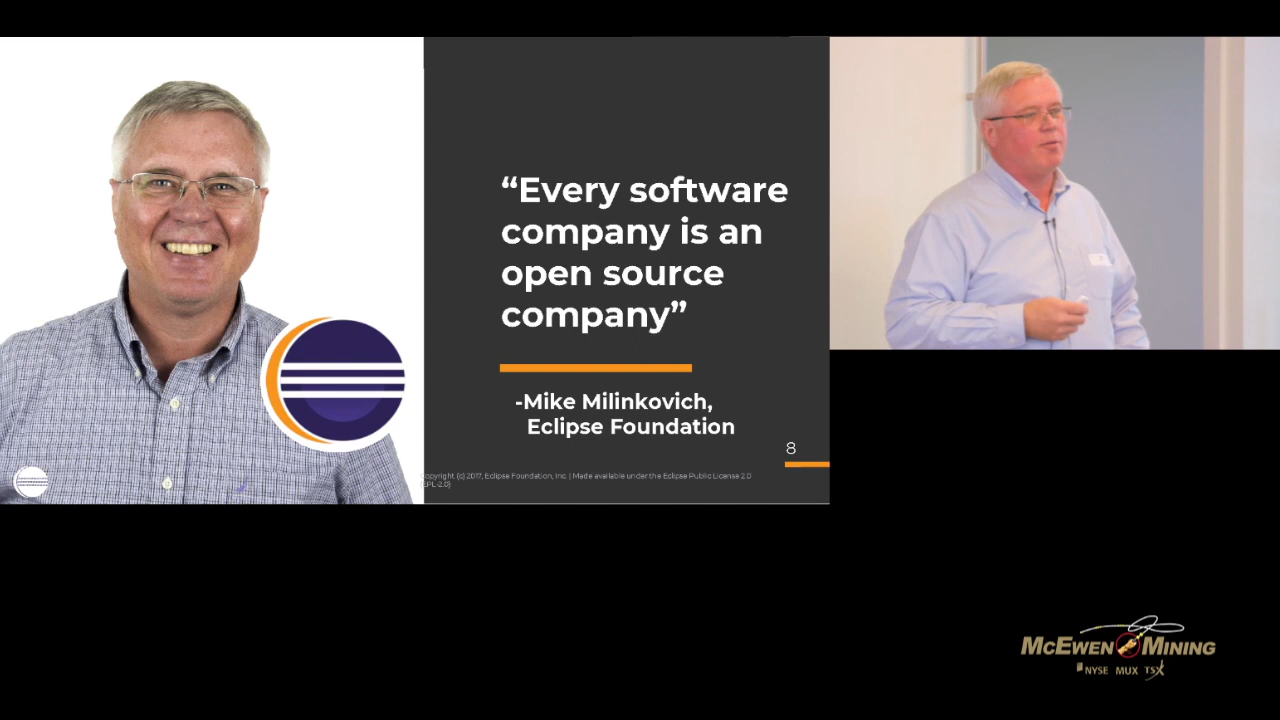 “Every software
company is an
open source
company”
-Mike Milinkovich,
Eclipse Foundation
8
Copyright (c) 2017, Eclipse Foundation, Inc. | Made available under the Eclipse Public License 2.0
(EPL-2.0)
McEWEN MINING
NYSE MUX TSX